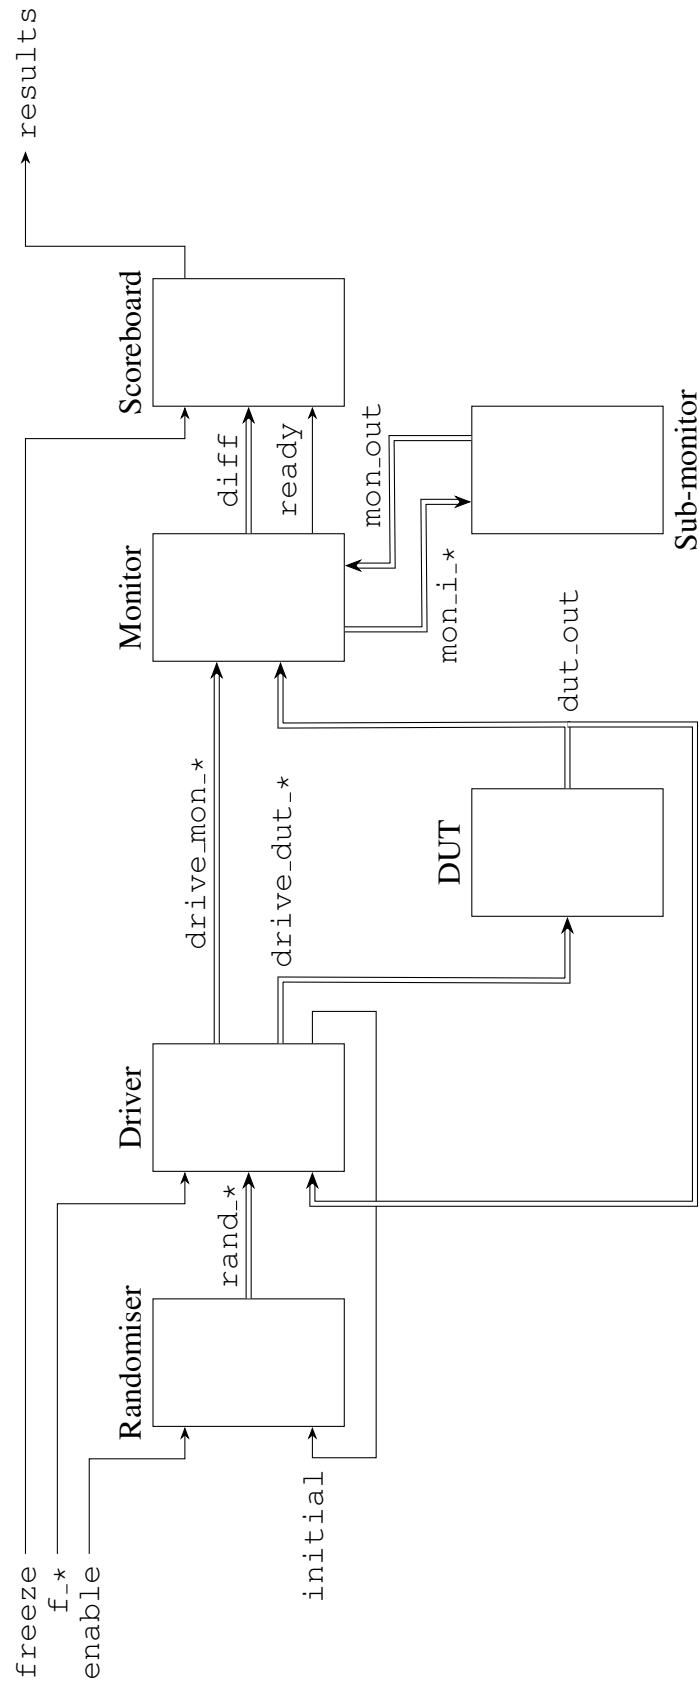 freeze
f_*
enable
results
Randomiser
Driver
Monitor
Scoreboard
rand_*
drive_mon_*
drive_dut_*
diff
ready
initial
mon_out
mon_i_*
DUT
dut_out
Sub-monitor